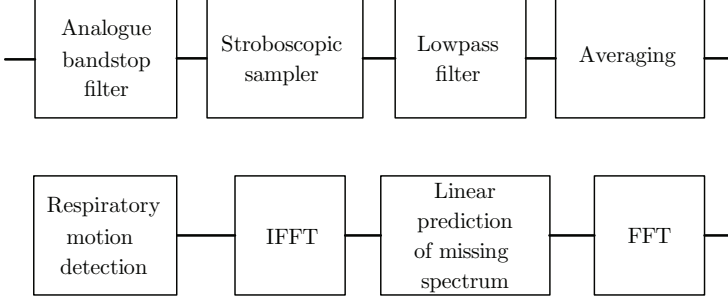 Analogue
bandstop
filter
Stroboscopic
sampler
Lowpass
filter
Averaging
Respiratory
motion
detection
IFFT
Linear
prediction
of missing
spectrum
FFT